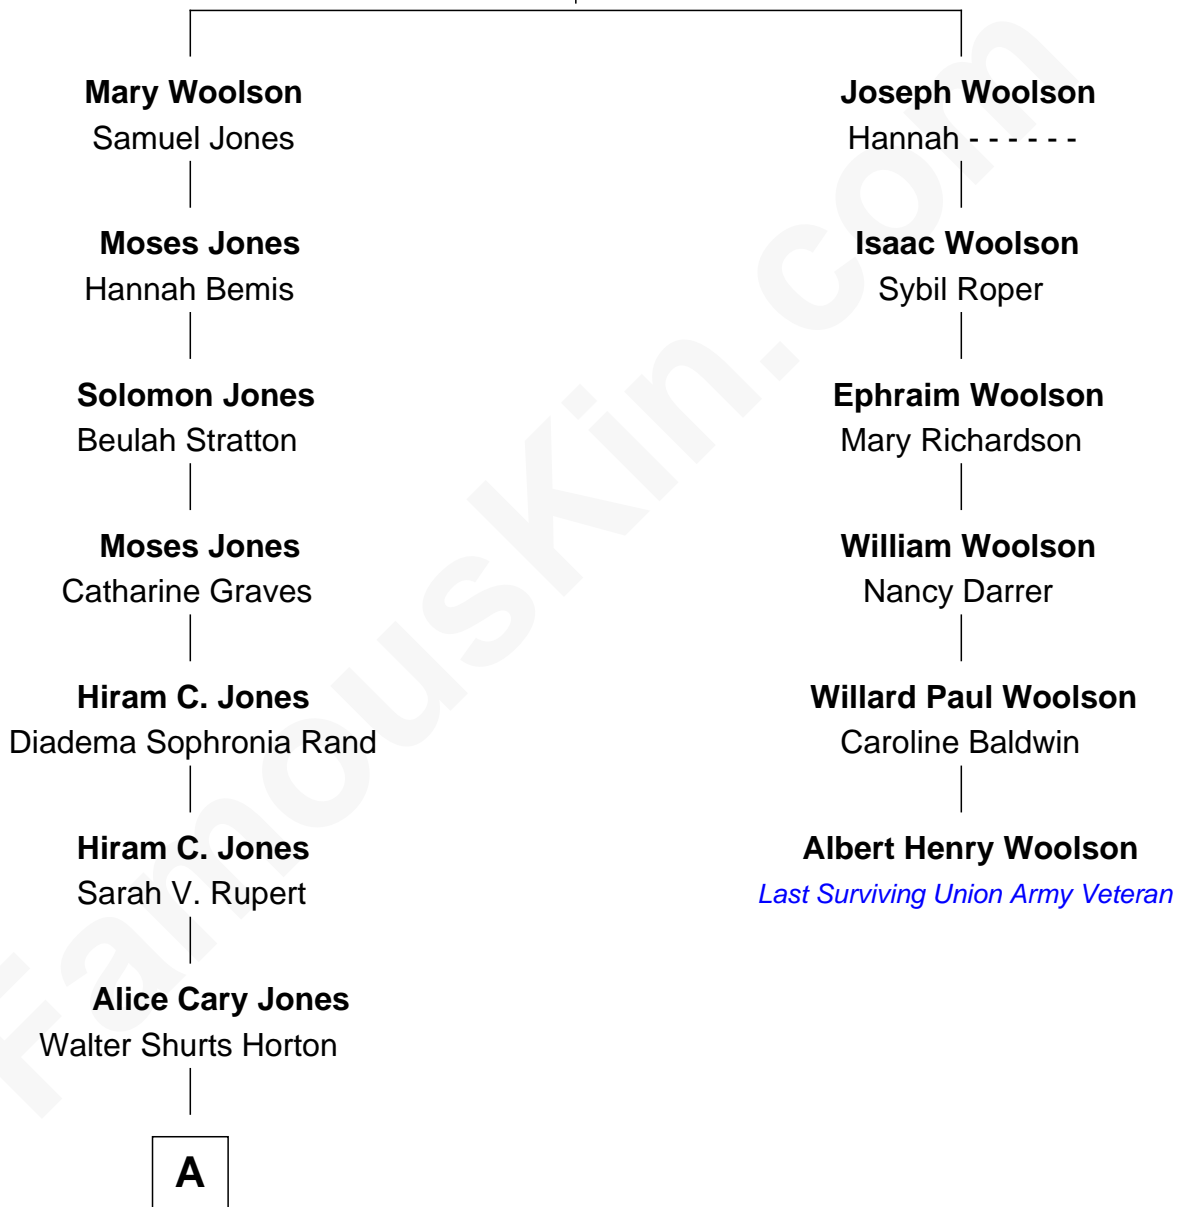 Mary Woolson
Samuel Jones
Joseph Woolson
Hannah - - - - - -
Moses Jones
Hannah Bemis
Isaac Woolson
Sybil Roper
Solomon Jones
Beulah Stratton
Ephraim Woolson
Mary Richardson
Moses Jones
Catharine Graves
William Woolson
Nancy Darrer
Hiram C. Jones
Diadema Sophronia Rand
Willard Paul Woolson
Caroline Baldwin
Hiram C. Jones
Sarah V. Rupert
Albert Henry Woolson
Last Surviving Union Army Veteran
Alice Cary Jones
Walter Shurts Horton
A
FamousKin.com